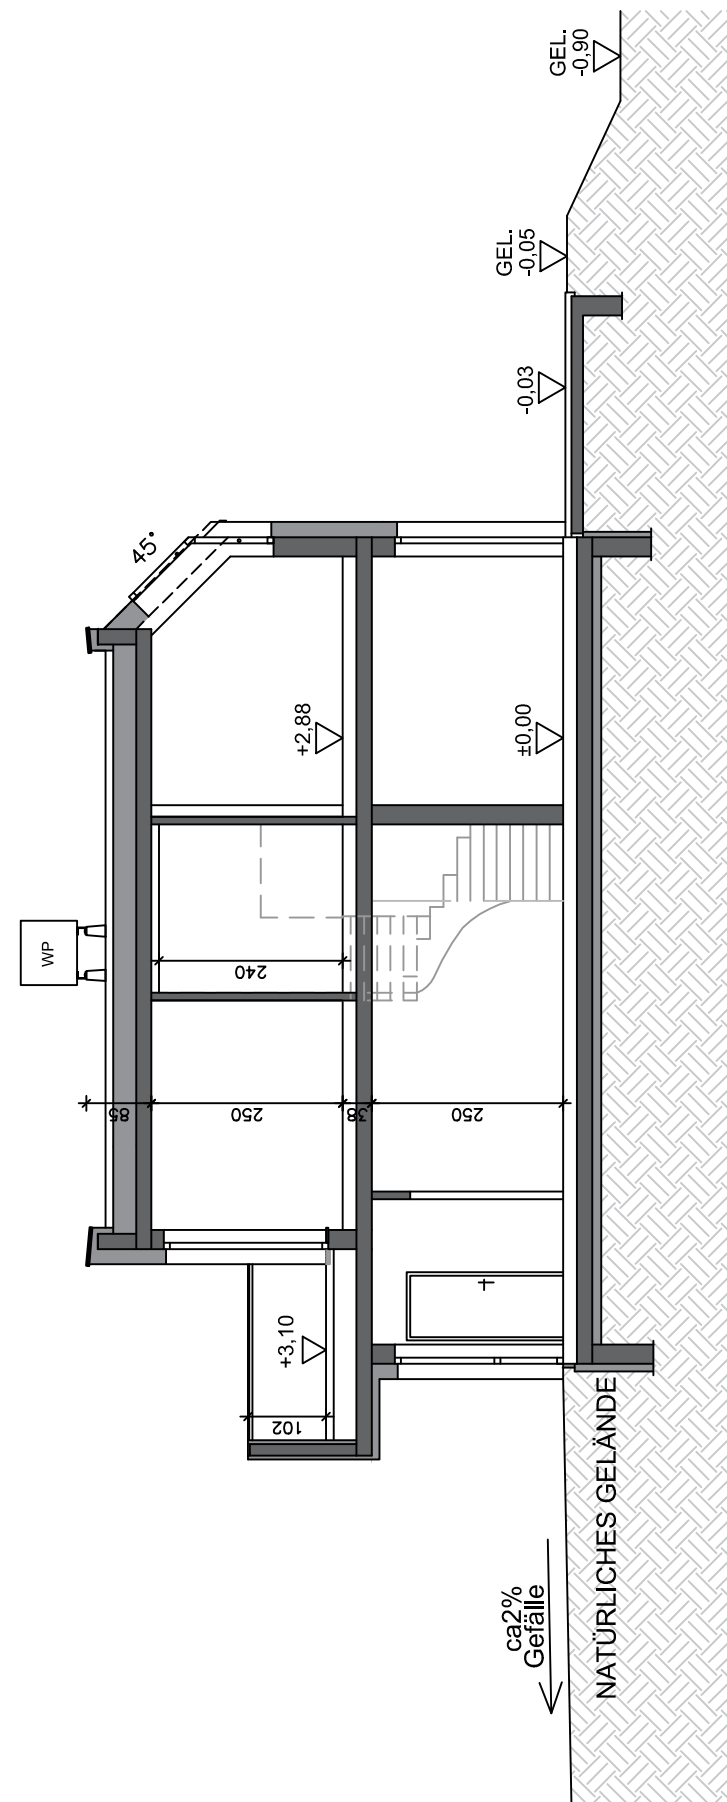 WP
45°
GEL.
-0,90
GEL.
-0,05
-0,03
+2,88
±0,00
240
85
250
38
250
+3,10
102
ca2%
Gefälle
NATÜRLICHES GELÄNDE